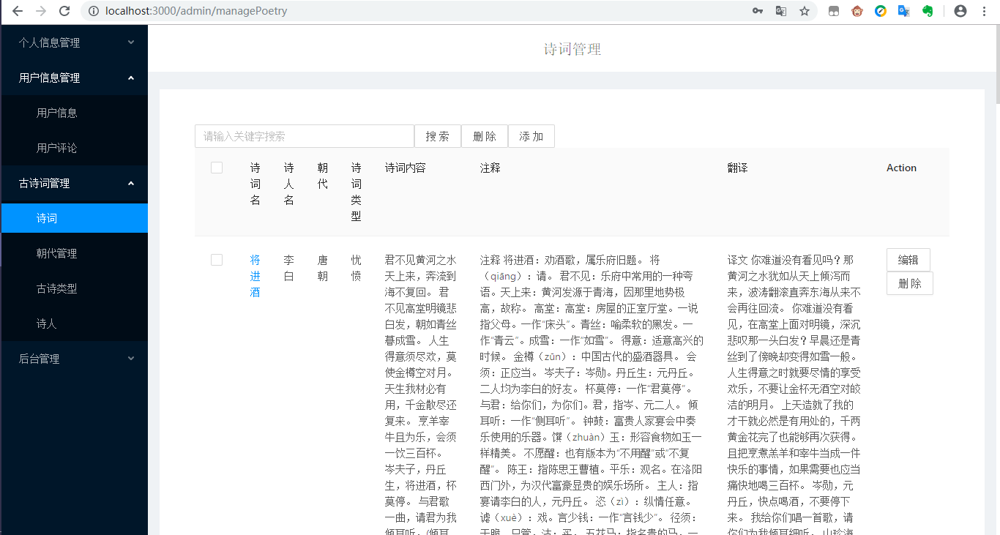 localhost:3000/admin/managePoetry
个人信息管理
用户信息管理
用户信息
用户评论
古诗词管理
诗词
朝代管理
古诗类型
诗人
后台管理
诗词管理
请输入关键字搜索
搜 索
删 除
添 加
诗词名
诗人名
朝代
诗词类型
诗词内容
注释
翻译
Action
将进酒
李白
唐朝
忧愤
君不见黄河之水
天上来，奔流到
海不复回。 君
不见高堂明镜悲
白发，朝如青丝
暮成雪。 人生
得意须尽欢，莫
使金樽空对月。
天生我材必有
用，千金散尽还
复来。 烹羊宰
牛且为乐，会须
一饮三百杯。
岑夫子，丹丘
生，将进酒，杯
莫停。 与君歌
一曲，请君为我
倾耳听。(倾耳
注释 将进酒：劝酒歌，属乐府旧题。 将
（qiāng）：请。 君不见：乐府中常用的一种夸
语。天上来：黄河发源于青海，因那里地势极
高，故称。 高堂：高堂：房屋的正室厅堂。一说
指父母。一作“床头”。青丝：喻柔软的黑发。一
作“青云”。成雪：一作“如雪”。 得意：适意高兴的
时候。 金樽（zūn）：中国古代的盛酒器具。 会
须：正应当。 岑夫子：岑勋。丹丘生：元丹丘。
二人均为李白的好友。 杯莫停：一作“君莫停”。
与君：给你们，为你们。君，指岑、元二人。 倾
耳听：一作“侧耳听”。 钟鼓：富贵人家宴会中奏
乐使用的乐器。馔（zhuàn）玉：形容食物如玉一
样精美。 不愿醒：也有版本为“不用醒”或“不复
醒”。 陈王：指陈思王曹植。平乐：观名。在洛阳
西门外，为汉代富豪显贵的娱乐场所。 主人：指
宴请李白的人，元丹丘。 恣（zì）：纵情任意。
谑（xuè）：戏。言少钱：一作“言钱少”。 径须：
干脆，只管。沽：买。 五花马：指名贵的马。一
译文 你难道没有看见吗？那
黄河之水犹如从天上倾泻而
来，波涛翻滚直奔东海从来不
会再往回流。 你难道没有看
见，在高堂上面对明镜，深沉
悲叹那一头白发？早晨还是青
丝到了傍晚却变得如雪一般。
人生得意之时就要尽情的享受
欢乐，不要让金杯无酒空对皎
洁的明月。 上天造就了我的
才干就必然是有用处的，千两
黄金花完了也能够再次获得。
且把烹煮羔羊和宰牛当成一件
快乐的事情，如果需要也应当
痛快地喝三百杯。 岑勋，元
丹丘，快点喝酒，不要停下
来。 我给你们唱一首歌，请
你们为我倾耳细听。 山珍海
编辑
删 除